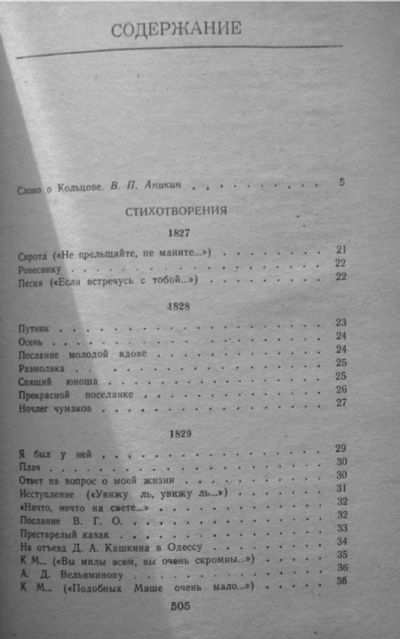 СОДЕРЖАНИЕ
Слово о Кольцове. В. П. Аникин . . . . . . . . . . 5
СТИХОТВОРЕНИЯ
1827
Сирота («Не прельщайте, не маните...») . . . . . . . . 21
Ровеснику . . . . . . . . . . . . . . . . . . 22
Песня («Если встречусь с тобой...») . . . . . . . . . 22
1828
Путник . . . . . . . . . . . . . . . . . . . 23
Осень . . . . . . . . . . . . . . . . . . . 24
Послание молодой вдове . . . . . . . . . . . . . 24
Размолвка . . . . . . . . . . . . . . . . . . 25
Спящий юноша . . . . . . . . . . . . . . . . 25
Прекрасной поселянке . . . . . . . . . . . . . . 26
Ночлег чумаков . . . . . . . . . . . . . . . . 27
1829
Я был у ней . . . . . . . . . . . . . . . . . 29
Плач . . . . . . . . . . . . . . . . . . . . 30
Ответ на вопрос о моей жизни . . . . . . . . . . . 30
Исступление («Увижу ль, увижу ль...») . . . . . . . . 31
«Ничто, ничто на свете...» . . . . . . . . . . . . 32
Послание В. Г. О. . . . . . . . . . . . . . . . 32
Престарелый казак . . . . . . . . . . . . . . . 33
На отъезд Д. А. Кашкина в Одессу . . . . . . . . . 34
К М... («Вы милы всем, вы очень скромны...») . . . . . 35
А. Д. Вельяминову . . . . . . . . . . . . . . . 36
К М... («Подобных Маше очень мало...») . . . . . . . 36
505